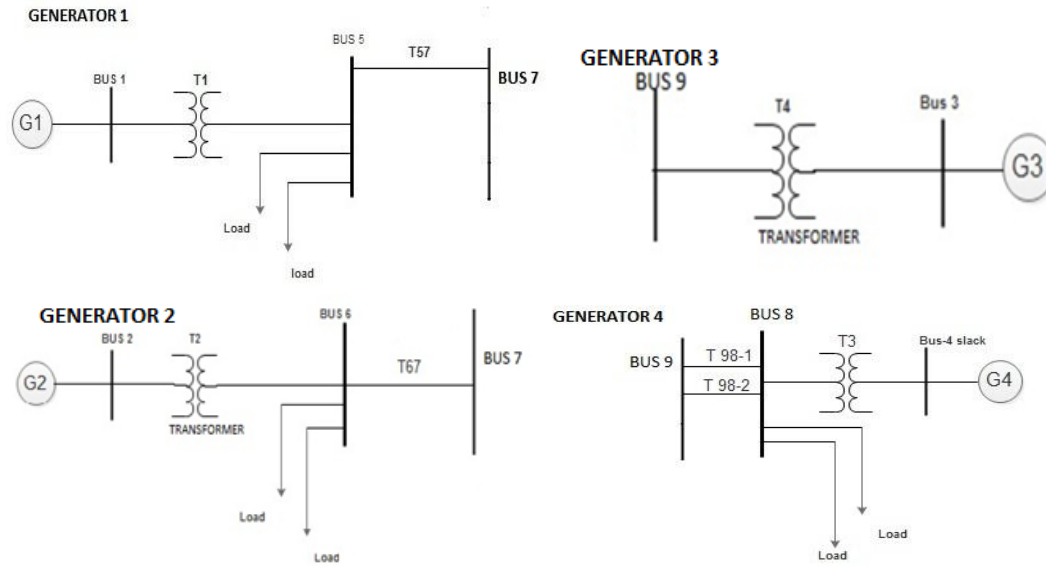 GENERATOR 1
BUS 5
T57
BUS 7
BUS 1
T1
G1
Load
load
GENERATOR 3
BUS 9
T4
Bus 3
G3
TRANSFORMER
GENERATOR 2
BUS 6
BUS 2
T2
T67
BUS 7
G2
TRANSFORMER
Load
Load
GENERATOR 4
BUS 8
BUS 9
T 98-1
T 98-2
T3
Bus-4 slack
G4
Load
Load